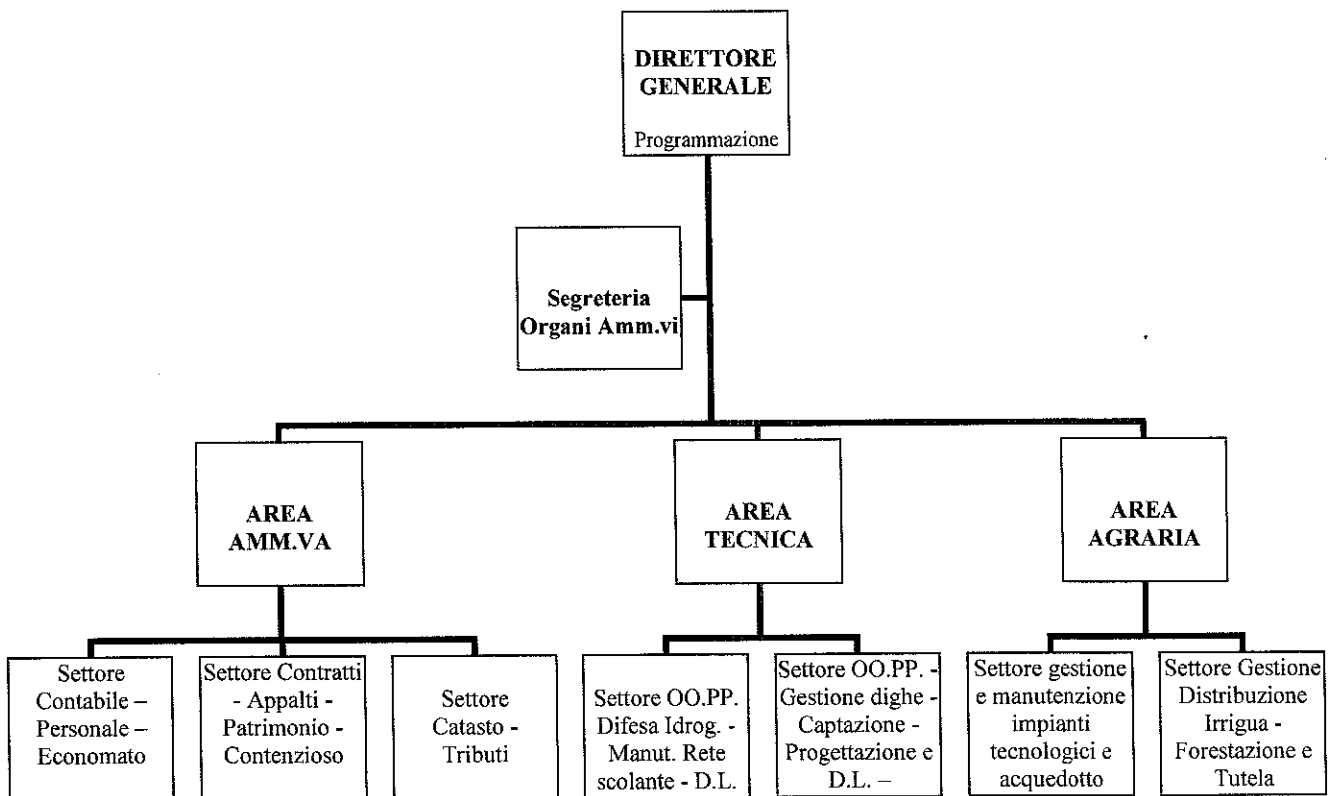 DIRETTORE
GENERALE
Programmazione
Segreteria
Organi Amm.vi
AREA
AMM.VA
AREA
TECNICA
AREA
AGRARIA
Settore
Contabile –
Personale –
Economato
Settore Contratti
- Appalti -
Patrimonio -
Contenzioso
Settore
Catasto -
Tributi
Settore OO.PP.
Difesa Idrog. -
Manut. Rete
scolante - D.L.
Settore OO.PP. -
Gestione dighe -
Captazione -
Progettazione e
D.L. –
Settore gestione
e manutenzione
impianti
tecnologici e
acquedotto
Settore Gestione
Distribuzione
Irrigua -
Forestazione e
Tutela